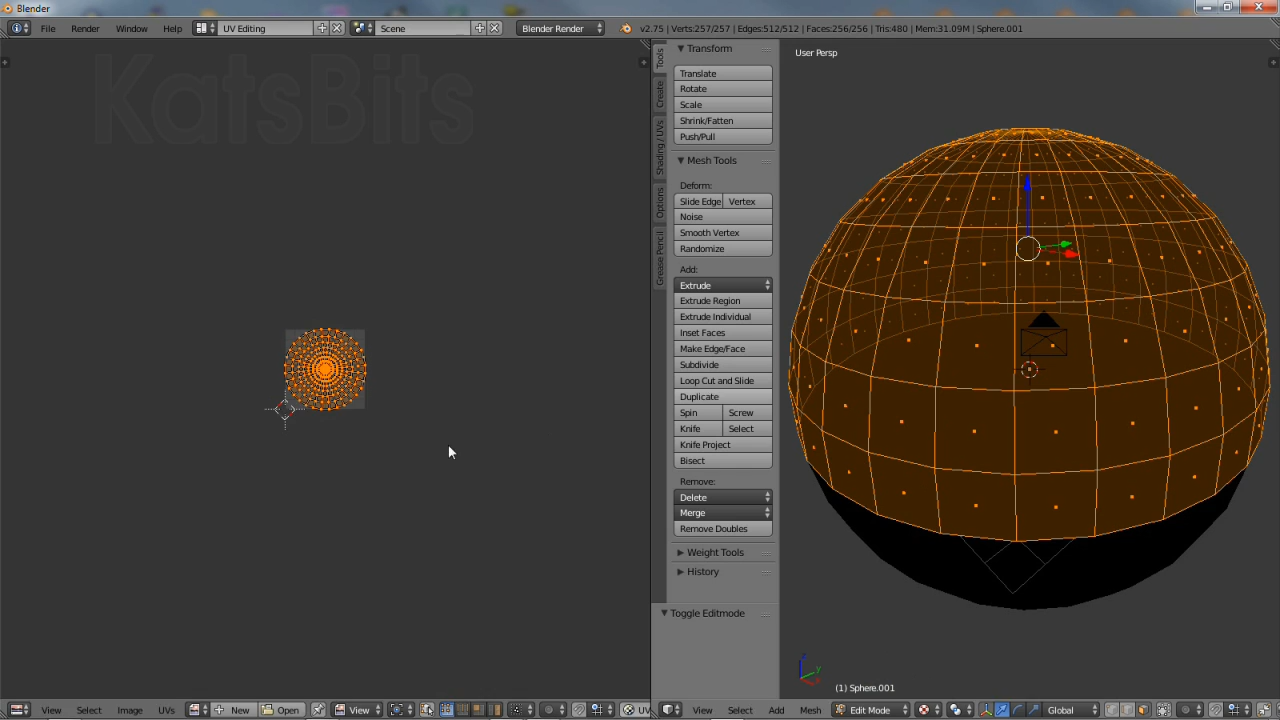 Blender
File Render Window Help UV Editing Scene Blender Render v2.75 | Verts:257/257 | Edges:512/512 | Faces:256/256 | Tris:480 | Mem:31.09M | Sphere.001
KatsBits
Tools
Create
Shading / UVs
Options
Grease Pencil
Transform
Translate
Rotate
Scale
Shrink/Fatten
Push/Pull
Mesh Tools
Deform:
Slide Edge Vertex
Noise
Smooth Vertex
Randomize
Add:
Extrude
Extrude Region
Extrude Individual
Inset Faces
Make Edge/Face
Subdivide
Loop Cut and Slide
Duplicate
Spin Screw
Knife Select
Knife Project
Bisect
Remove:
Delete
Merge
Remove Doubles
Weight Tools
History
Toggle Editmode
User Persp
z
y
x
(1) Sphere.001
View Select Image UVs New Open View UV
View Select Add Mesh Edit Mode Global